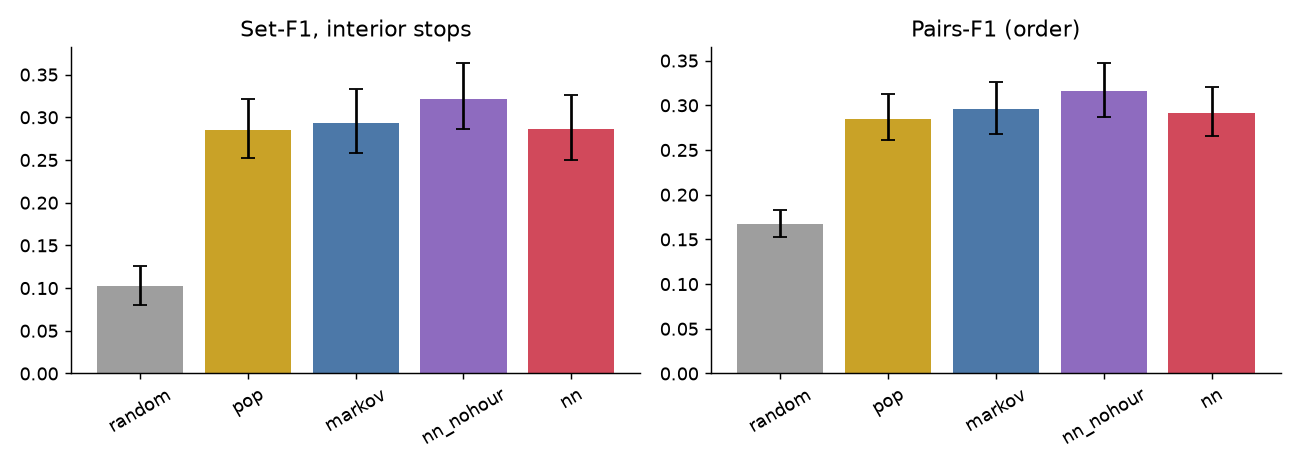 Set-F1, interior stops
0.35
0.30
0.25
0.20
0.15
0.10
0.05
0.00
random
pop
markov
nn_nohour
nn
Pairs-F1 (order)
0.35
0.30
0.25
0.20
0.15
0.10
0.05
0.00
random
pop
markov
nn_nohour
nn